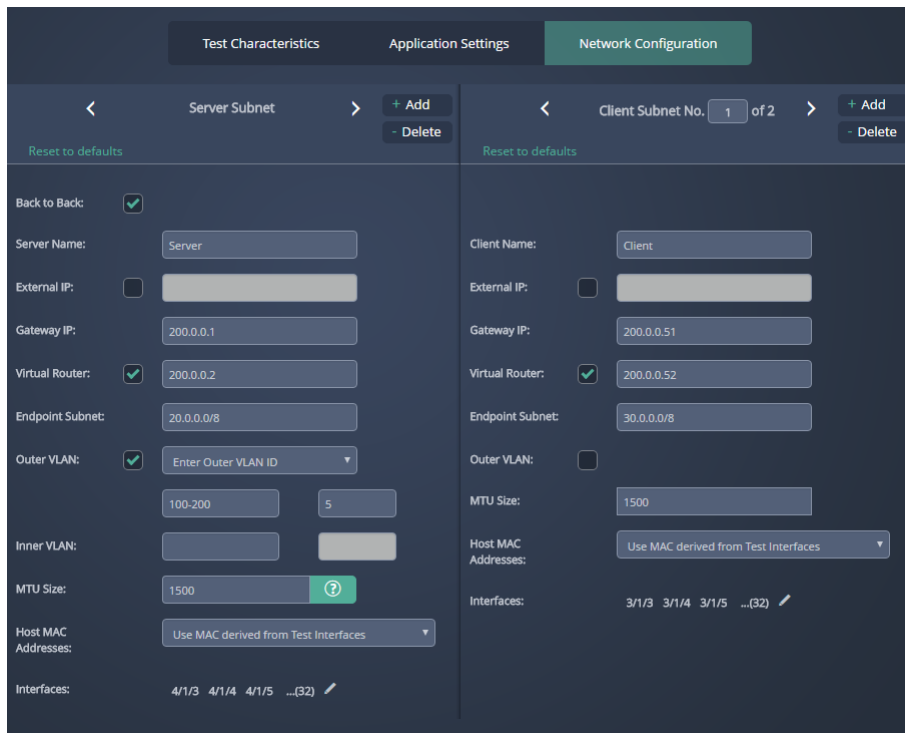 Test Characteristics Application Settings Network Configuration
Server Subnet
+ Add
- Delete
Reset to defaults
Back to Back:
Server Name: Server
External IP:
Gateway IP: 200.0.0.1
Virtual Router: 200.0.0.2
Endpoint Subnet: 20.0.0.0/8
Outer VLAN: Enter Outer VLAN ID
100-200 5
Inner VLAN:
MTU Size: 1500 ?
Host MAC
Addresses: Use MAC derived from Test Interfaces
Interfaces: 4/1/3 4/1/4 4/1/5 ...(32)
Client Subnet No. 1 of 2
+ Add
- Delete
Reset to defaults
Client Name: Client
External IP:
Gateway IP: 200.0.0.51
Virtual Router: 200.0.0.52
Endpoint Subnet: 30.0.0.0/8
Outer VLAN:
MTU Size: 1500
Host MAC
Addresses: Use MAC derived from Test Interfaces
Interfaces: 3/1/3 3/1/4 3/1/5 ...(32)